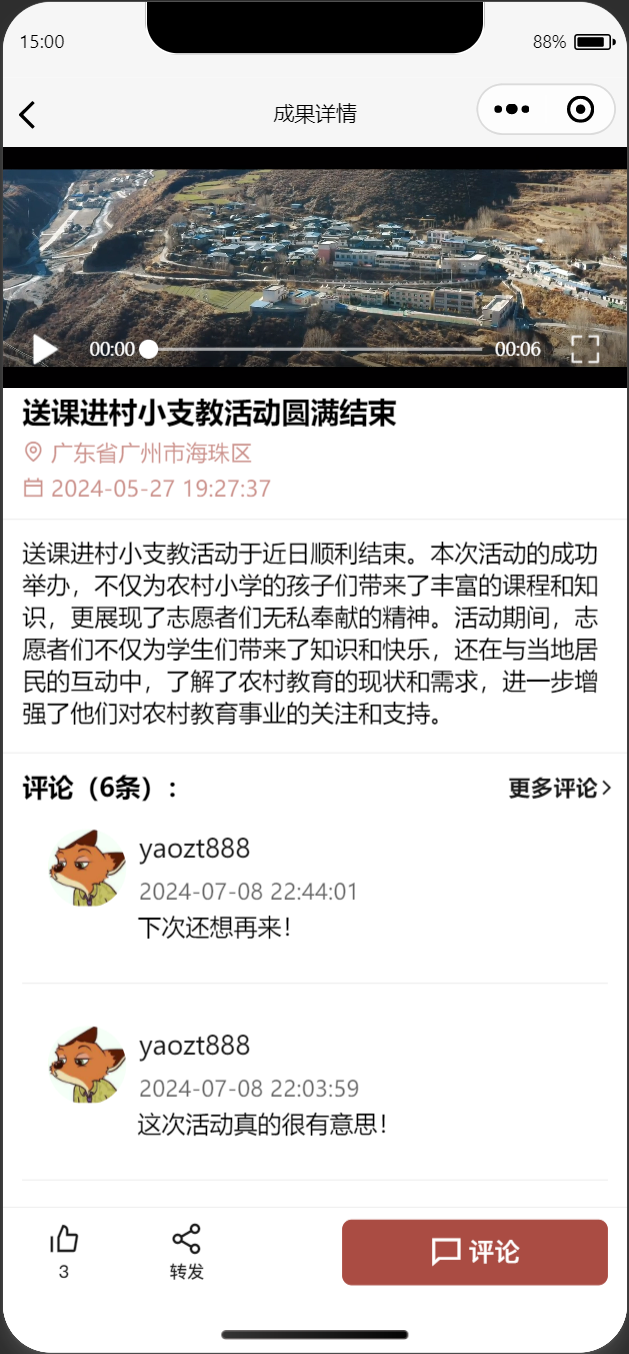 15:00
88%
成果详情
00:00
00:06
送课进村小支教活动圆满结束
广东省广州市海珠区
2024-05-27 19:27:37
送课进村小支教活动于近日顺利结束。本次活动的成功
举办，不仅为农村小学的孩子们带来了丰富的课程和知
识，更展现了志愿者们无私奉献的精神。活动期间，志
愿者们不仅为学生们带来了知识和快乐，还在与当地居
民的互动中，了解了农村教育的现状和需求，进一步增
强了他们对农村教育事业的关注和支持。
评论（6条）：
更多评论
yaozt888
2024-07-08 22:44:01
下次还想再来！
yaozt888
2024-07-08 22:03:59
这次活动真的很有意思！
3
转发
评论